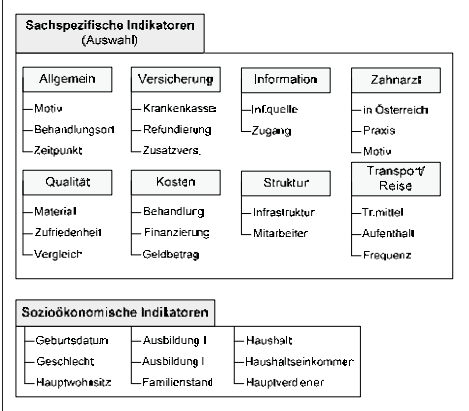 Sachspezifische Indikatoren
(Auswahl)
Allgemein
Motiv
Behandlungsort
Zeitpunkt
Versicherung
Krankenkasse
Refundierung
Zusatzvers.
Information
Inf.quelle
Zugang
Zahnarzt
in Österreich
Praxis
Motiv
Qualität
Material
Zufriedenheit
Vergleich
Kosten
Behandlung
Finanzierung
Geldbetrag
Struktur
Infrastruktur
Mitarbeiter
Transport/
Reise
Tr.mittel
Aufenthalt
Frequenz
Sozioökonomische Indikatoren
Geburtsdatum
Geschlecht
Hauptwohnsitz
Ausbildung I
Ausbildung I
Familienstand
Haushalt
Haushaltseinkommen
Hauptverdiener